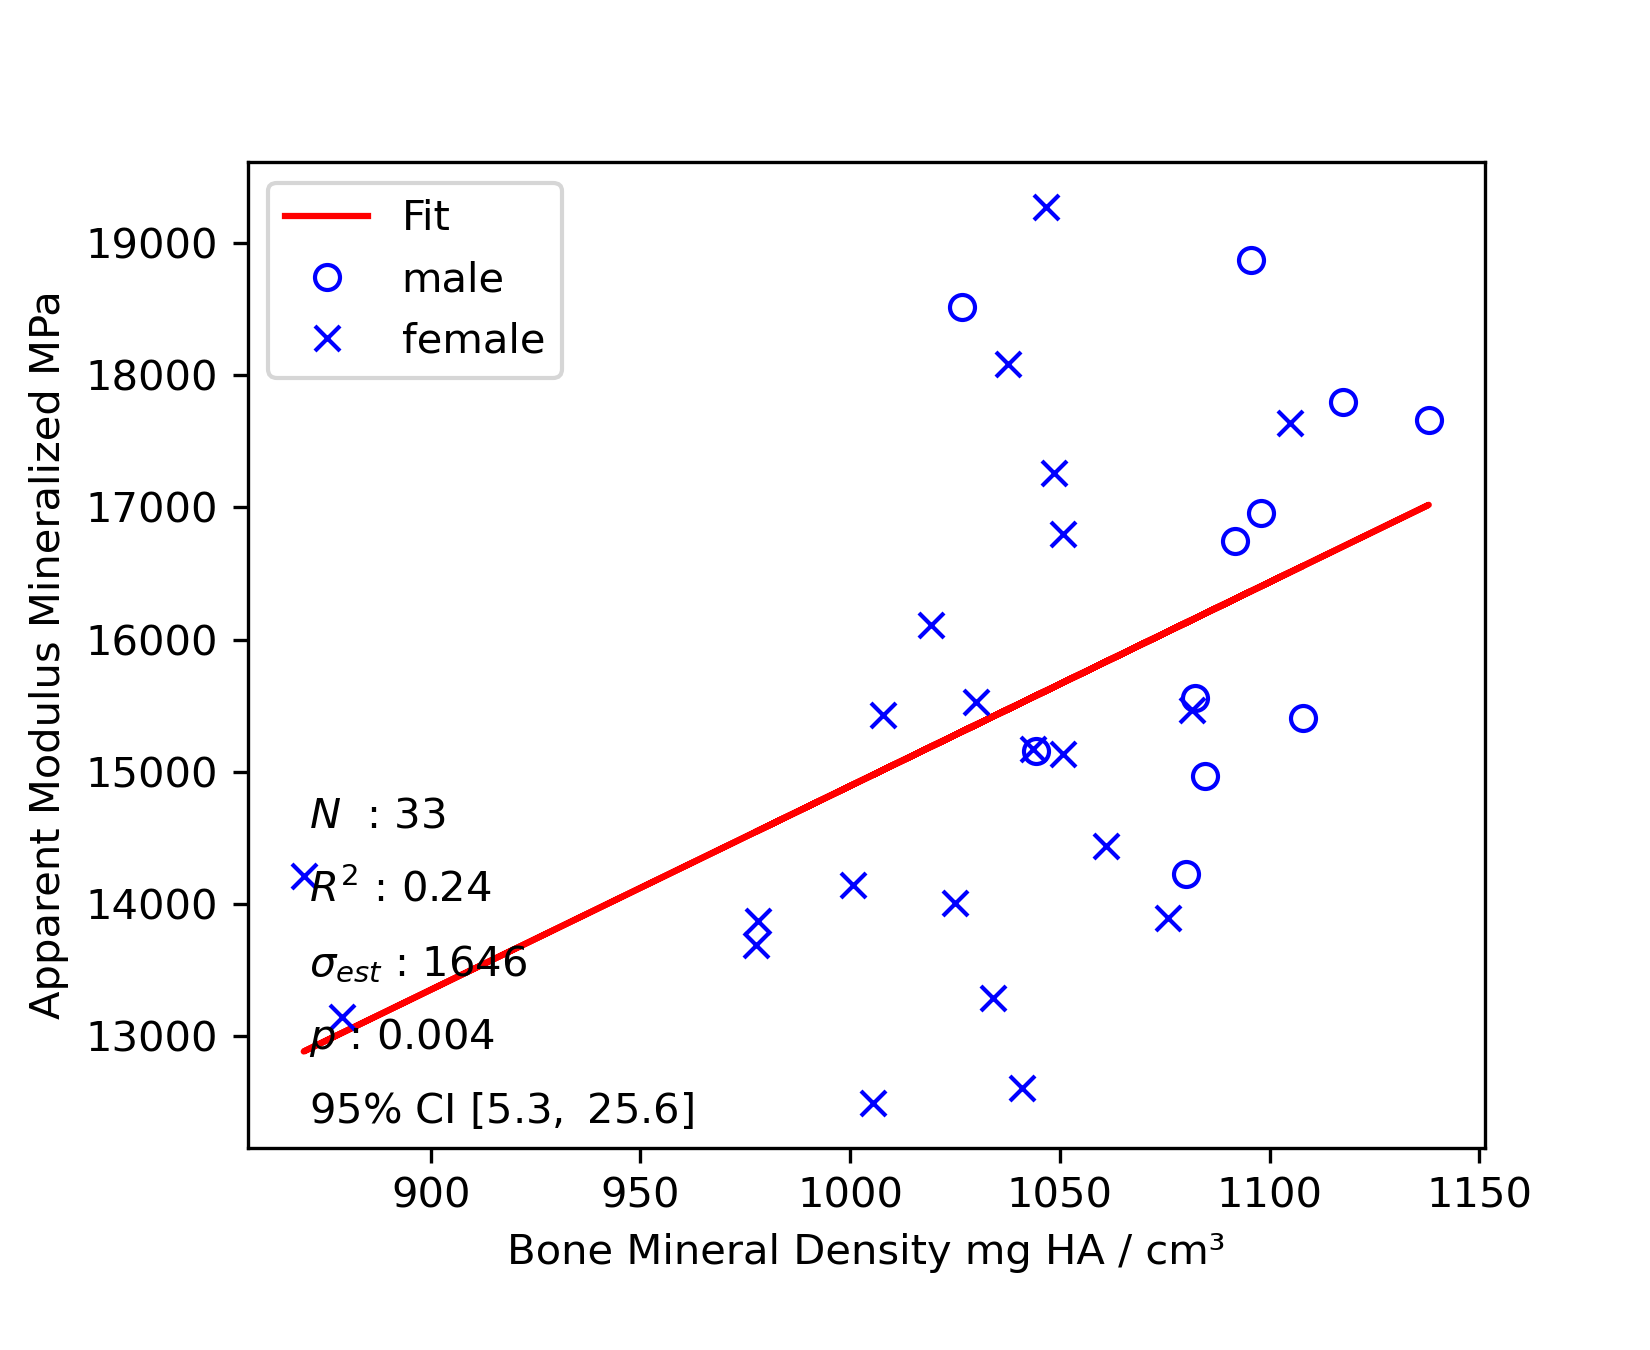 Fit
male
female
19000
18000
17000
16000
15000
14000
13000
Apparent Modulus Mineralized MPa
N : 33
R² : 0.24
σest : 1646
p : 0.004
95% CI [5.3, 25.6]
900 950 1000 1050 1100 1150
Bone Mineral Density mg HA / cm³